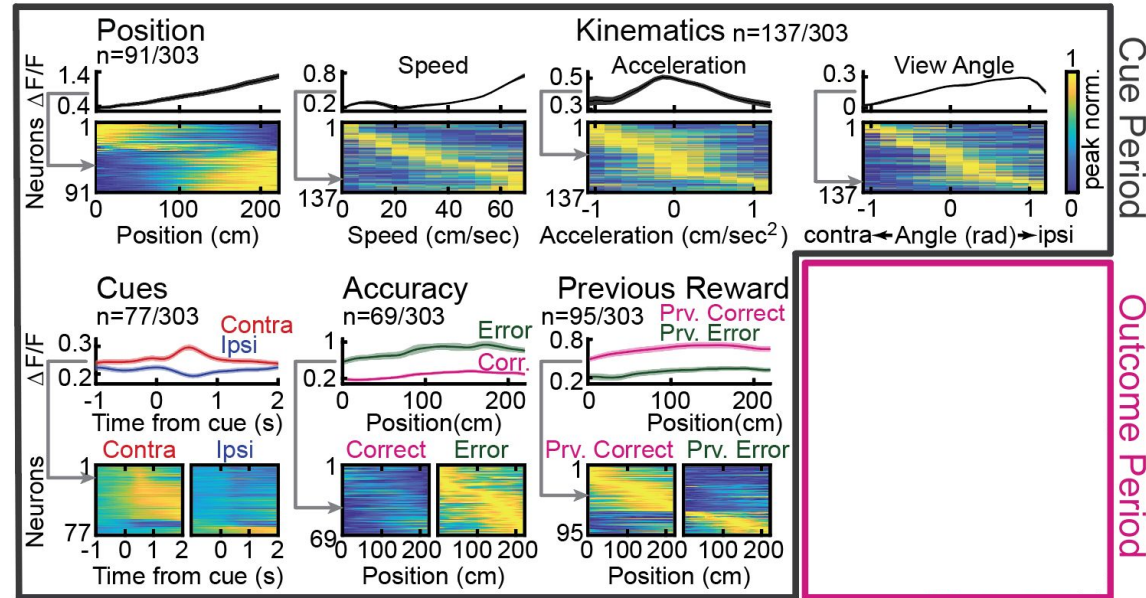 Position
n=91/303
Kinematics n=137/303
Speed
Acceleration
View Angle
ΔF/F
1.4
0.4
0.8
0.2
0.5
0.3
0.3
0
Neurons
1
91
1
137
1
137
1
137
1
0
peak norm.
0 100 200
0 20 40 60
-1 0 1
-1 0 1
Position (cm)
Speed (cm/sec)
Acceleration (cm/sec²)
contra←Angle (rad)→ipsi
Cue Period
Cues
n=77/303
Accuracy
n=69/303
Previous Reward
n=95/303
Contra
Ipsi
Error
Corr.
Prv. Correct
Prv. Error
ΔF/F
0.3
0.2
1
0.2
0.8
0.2
-1 0 1 2
0 100 200
0 100 200
Time from cue (s)
Position(cm)
Position(cm)
Contra Ipsi
Correct Error
Prv. Correct Prv. Error
Neurons
1
77
1
69
1
95
-1 0 1 2 0 1 2
0 100 200 0 100 200
0 100 200 0 100 200
Time from cue (s)
Position (cm)
Position (cm)
Outcome Period